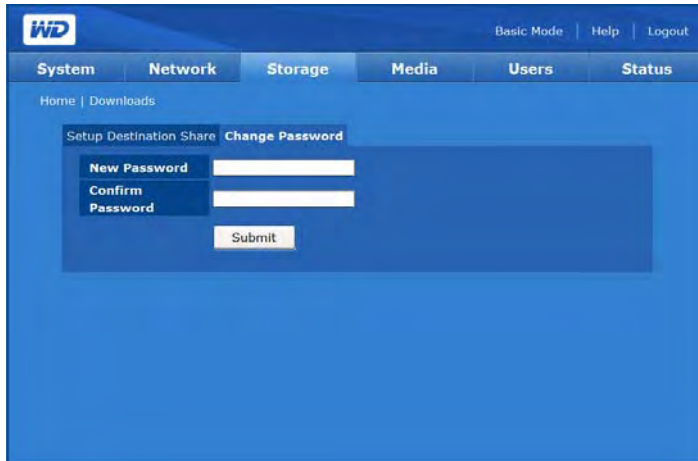 WD
Basic Mode | Help | Logout
System Network Storage Media Users Status
Home | Downloads
Setup Destination Share Change Password
New Password
Confirm
Password
Submit